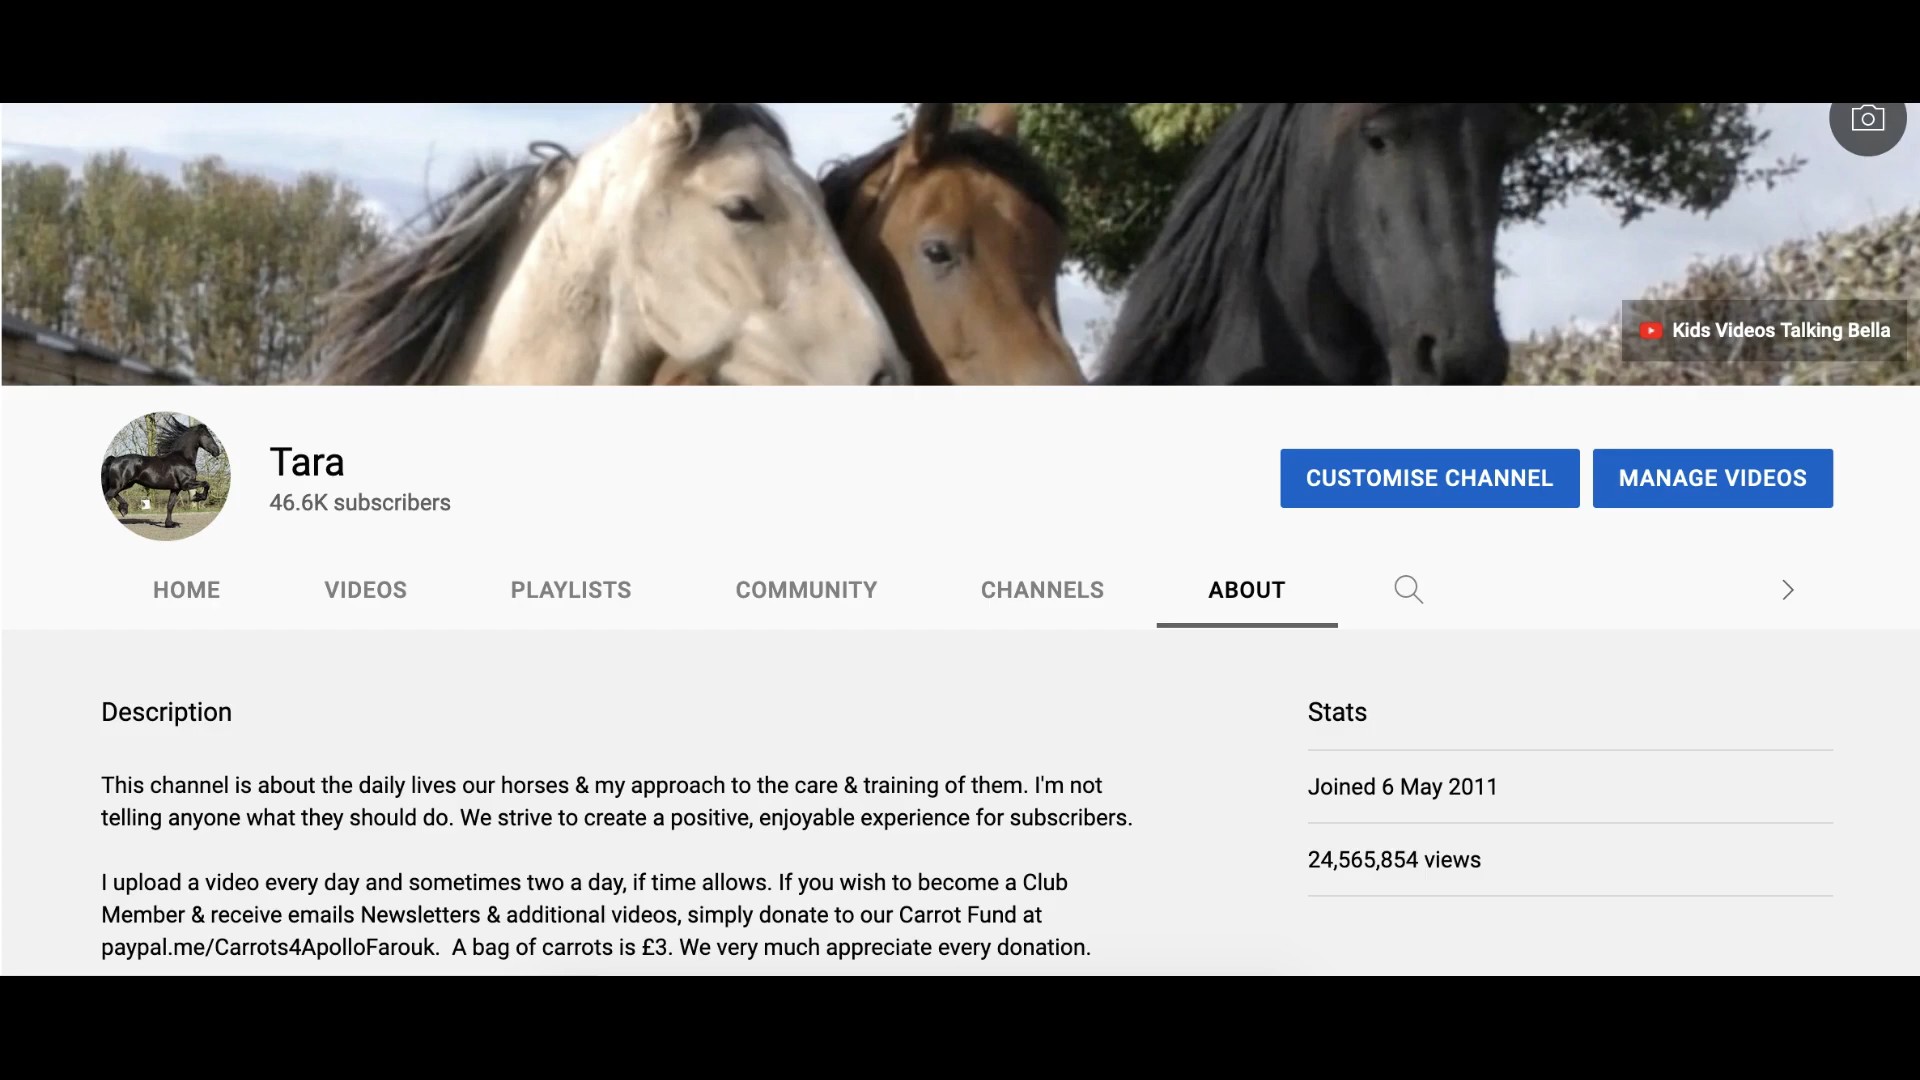 Kids Videos Talking Bella
Tara
46.6K subscribers
CUSTOMISE CHANNEL
MANAGE VIDEOS
HOME
VIDEOS
PLAYLISTS
COMMUNITY
CHANNELS
ABOUT
Description
This channel is about the daily lives our horses & my approach to the care & training of them. I'm not
telling anyone what they should do. We strive to create a positive, enjoyable experience for subscribers.
I upload a video every day and sometimes two a day, if time allows. If you wish to become a Club
Member & receive emails Newsletters & additional videos, simply donate to our Carrot Fund at
paypal.me/Carrots4ApolloFarouk.  A bag of carrots is £3. We very much appreciate every donation.
Stats
Joined 6 May 2011
24,565,854 views